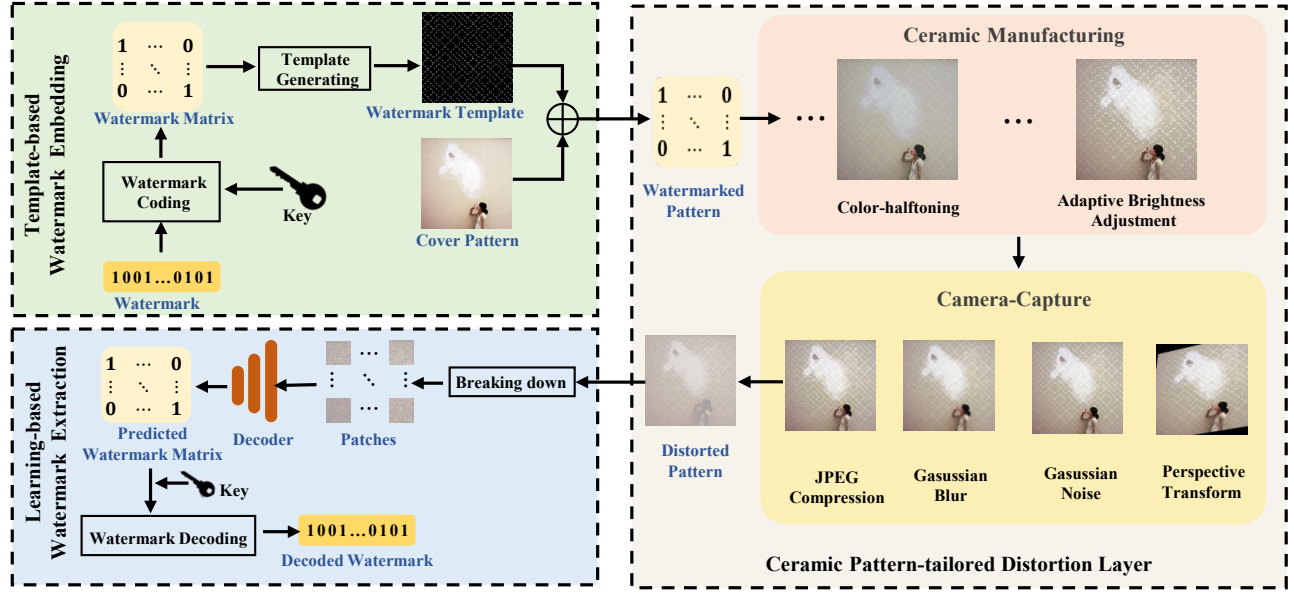 Template-based
Watermark Embedding
1 ⋯ 0
⋮ ⋱ ⋮
0 ⋯ 1
Watermark Matrix
Template
Generating
Watermark Template
Watermark
Coding
Key
Cover Pattern
1001...0101
Watermark
1 ⋯ 0
⋮ ⋱ ⋮
0 ⋯ 1
Watermarked
Pattern
Ceramic Manufacturing
...
Color-halftoning
...
Adaptive Brightness
Adjustment
Camera-Capture
JPEG
Compression
Gasussian
Blur
Gasussian
Noise
Perspective
Transform
Distorted
Pattern
Ceramic Pattern-tailored Distortion Layer
Learning-based
Watermark Extraction
Breaking down
⋯
⋮ ⋱ ⋮
⋯
Patches
Decoder
1 ⋯ 0
⋮ ⋱ ⋮
0 ⋯ 1
Predicted
Watermark Matrix
Key
Watermark Decoding
1001...0101
Decoded Watermark